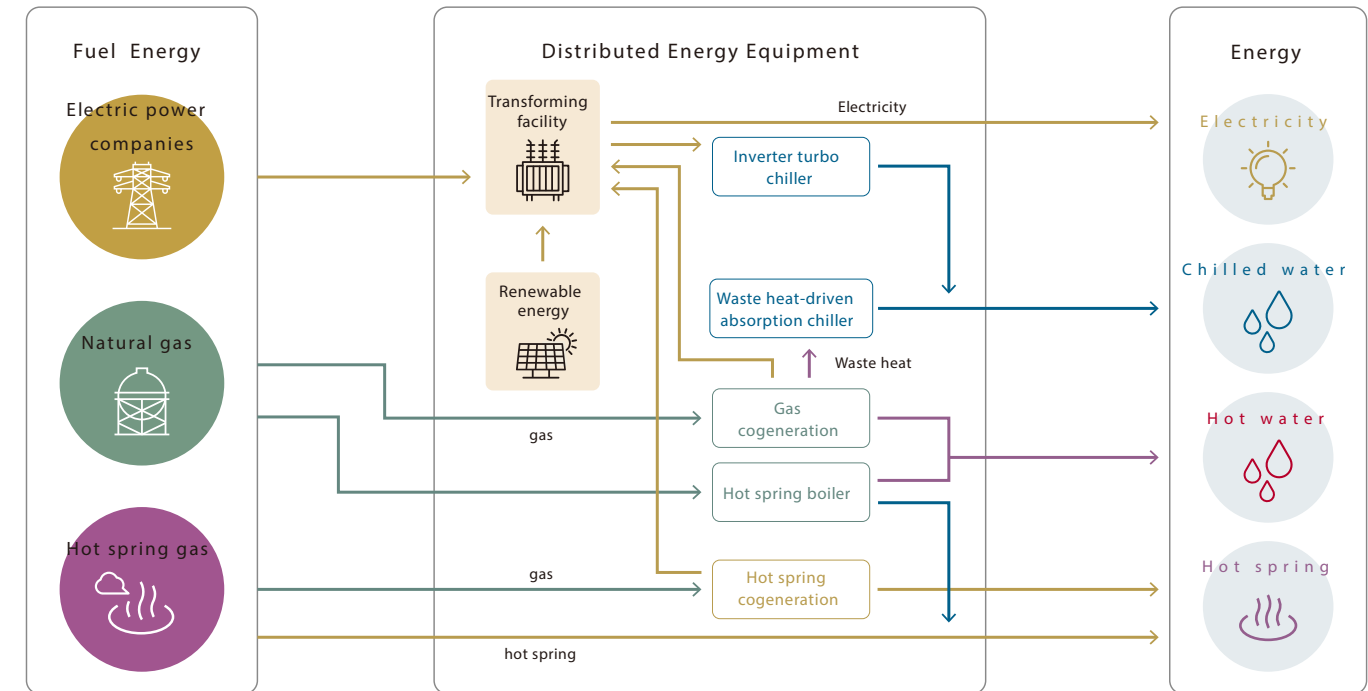 Fuel Energy
Electric power
companies
Natural gas
Hot spring gas
Distributed Energy Equipment
Transforming
facility
Renewable
energy
Electricity
Inverter turbo
chiller
Waste heat-driven
absorption chiller
Waste heat
Gas
cogeneration
gas
Hot spring boiler
gas
Hot spring
cogeneration
hot spring
Energy
Electricity
Chilled water
Hot water
Hot spring